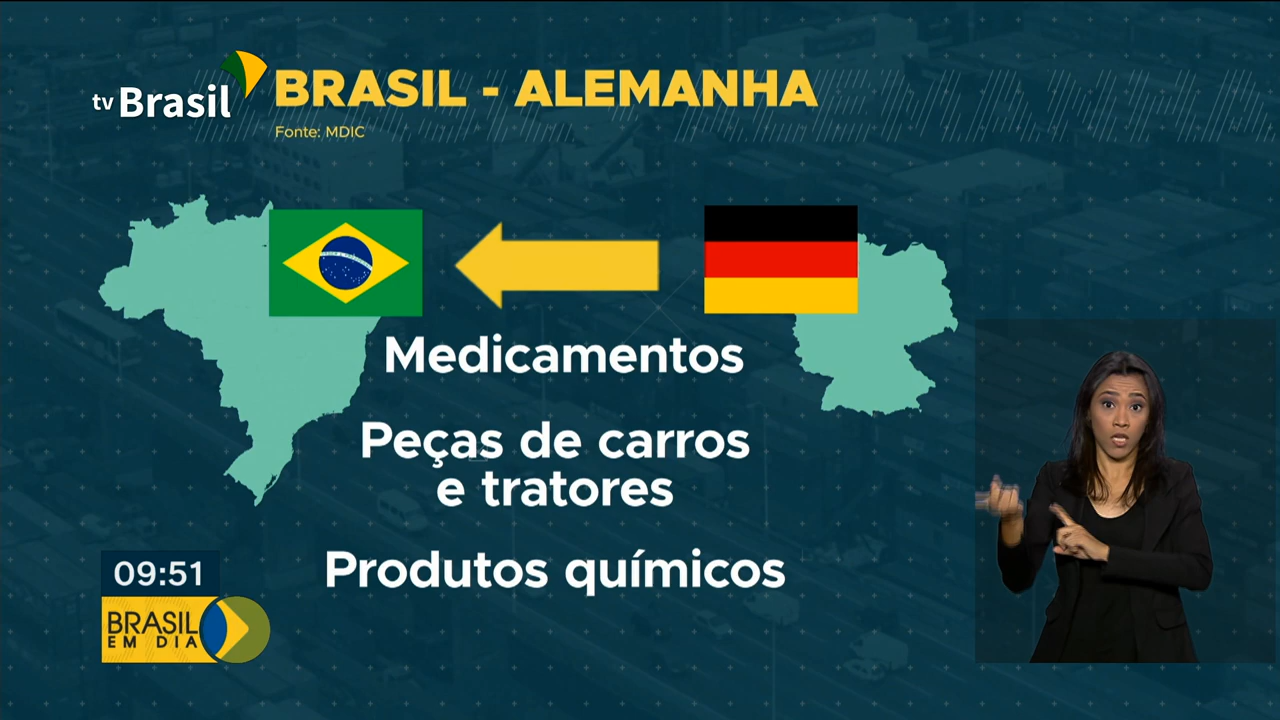 tv Brasil
BRASIL - ALEMANHA
Fonte: MDIC
Medicamentos
Peças de carros
e tratores
Produtos químicos
09:51
BRASIL
EM DIA